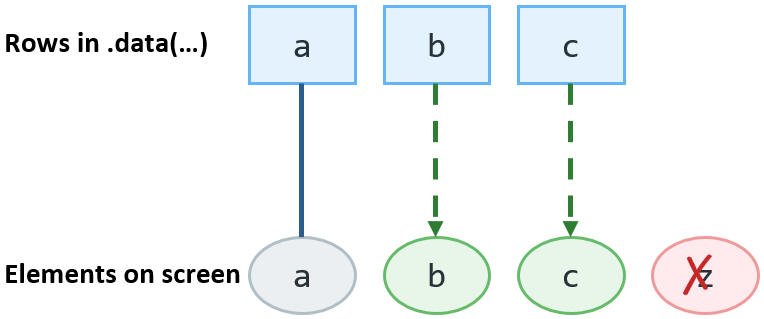 Rows in .data(…) a b c
Elements on screen a b c z